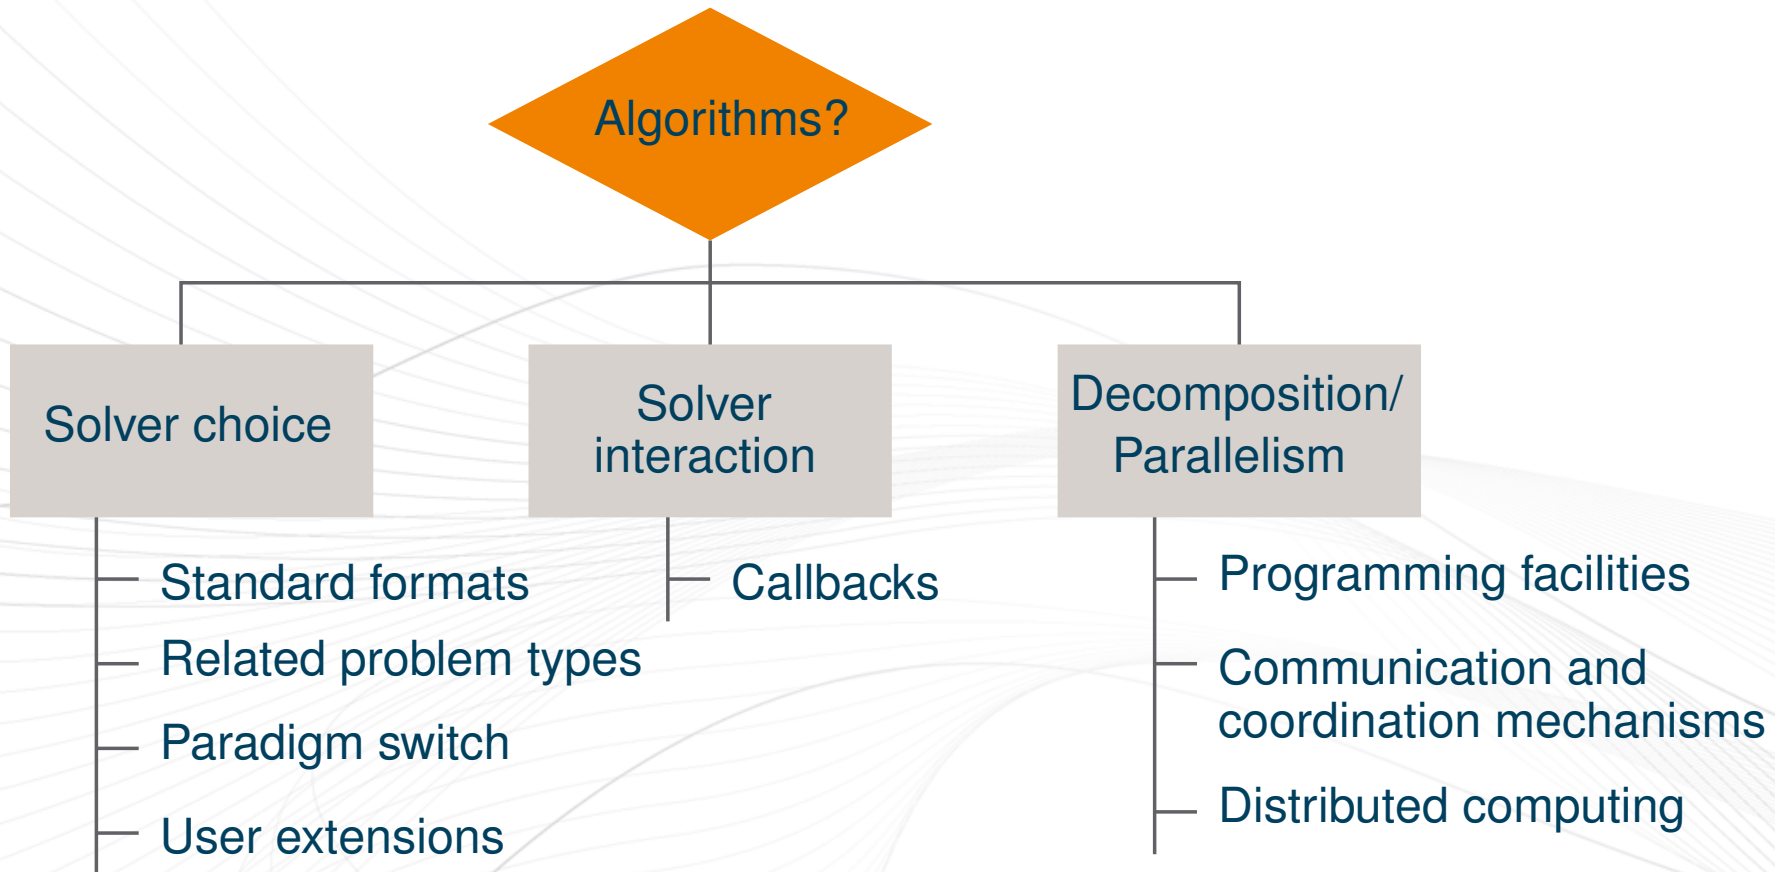 Algorithms?
Solver choice
Solver
interaction
Decomposition/
Parallelism
Standard formats
Related problem types
Paradigm switch
User extensions
Callbacks
Programming facilities
Communication and
coordination mechanisms
Distributed computing